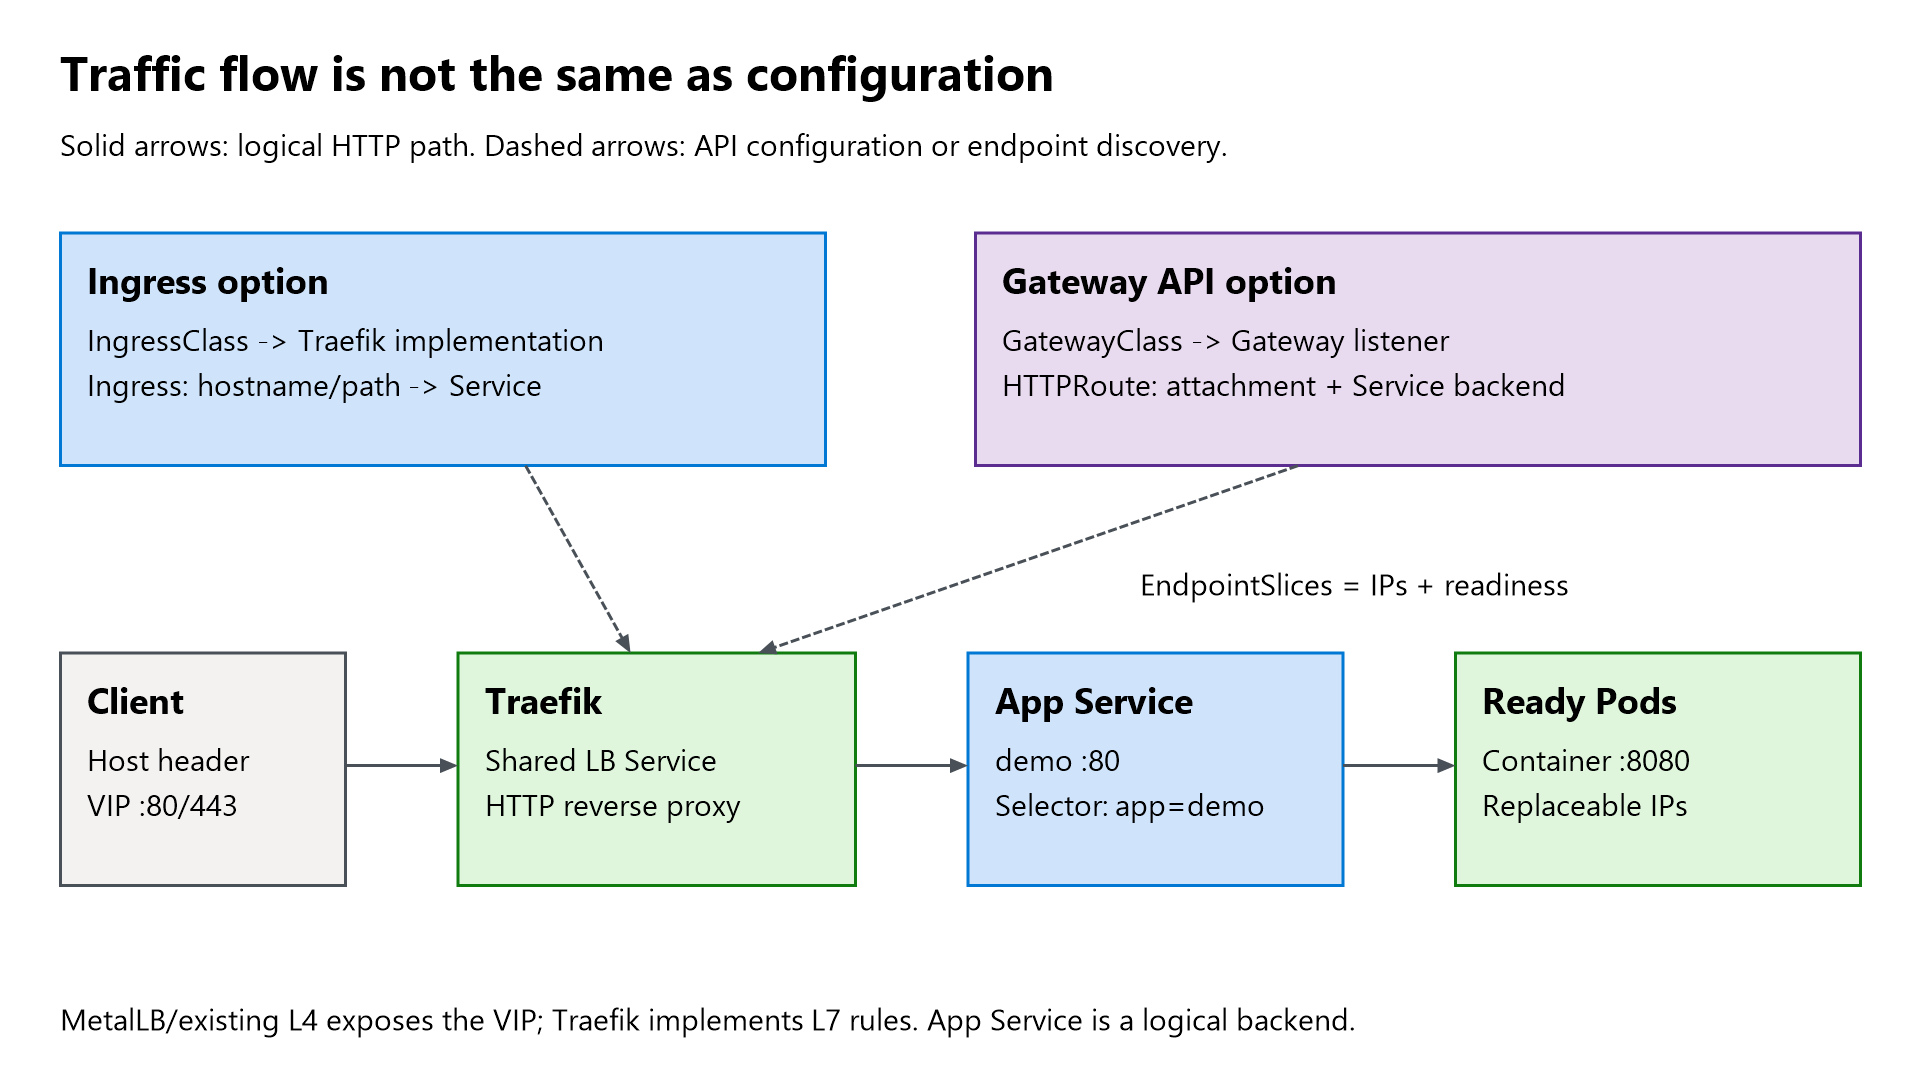 Traffic flow is not the same as configuration
Solid arrows: logical HTTP path. Dashed arrows: API configuration or endpoint discovery.
Ingress option
IngressClass -> Traefik implementation
Ingress: hostname/path -> Service
Gateway API option
GatewayClass -> Gateway listener
HTTPRoute: attachment + Service backend
EndpointSlices = IPs + readiness
Client
Host header
VIP :80/443
Traefik
Shared LB Service
HTTP reverse proxy
App Service
demo :80
Selector: app=demo
Ready Pods
Container :8080
Replaceable IPs
MetalLB/existing L4 exposes the VIP; Traefik implements L7 rules. App Service is a logical backend.